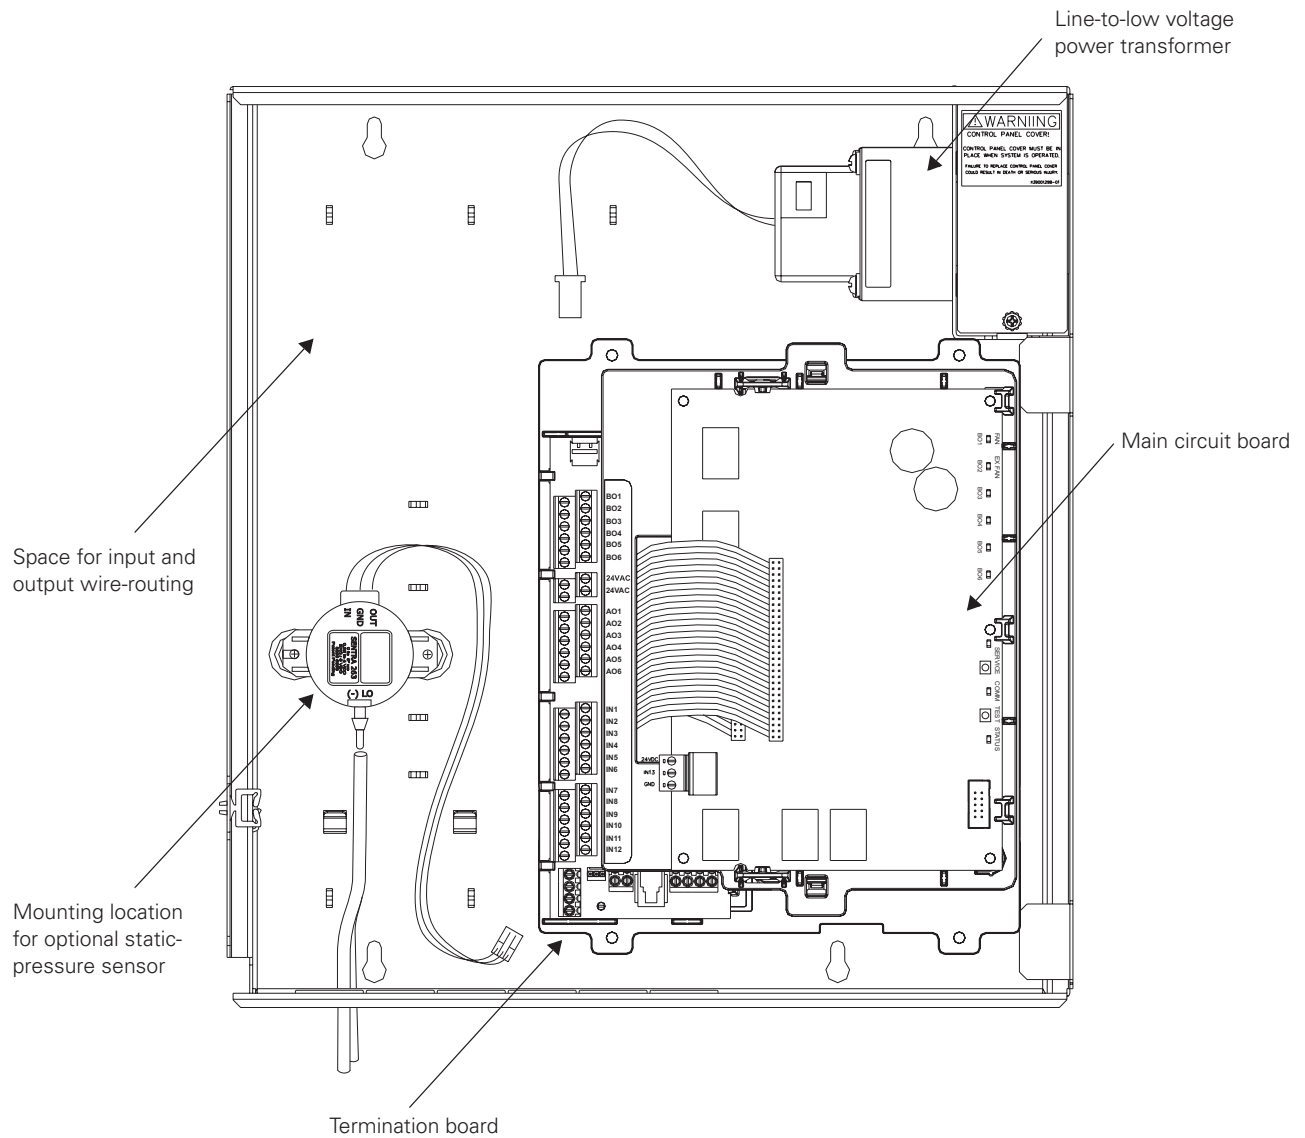 Line-to-low voltage
power transformer
WARNIING
CONTROL PANEL COVER!
CONTROL PANEL COVER MUST BE IN
PLACE WHEN SYSTEM IS OPERATED.
FAILURE TO REPLACE CONTROL PANEL COVER
COULD RESULT IN DEATH OR SERIOUS INJURY.
Main circuit board
FAN
BO1
EX FAN
BO2
BO3
BO4
BO5
BO6
SERVICE
COMM
TEST
STATUS
BO1
BO2
BO3
BO4
BO5
BO6
24VAC
24VAC
AO1
AO2
AO3
AO4
AO5
AO6
IN1
IN2
IN3
IN4
IN5
IN6
IN7
IN8
IN9
IN10
IN11
IN12
24VDC
IN13
GND
Space for input and
output wire-routing
OUT
GND
IN
SENTRA 263
(-)
Mounting location
for optional static-
pressure sensor
Termination board